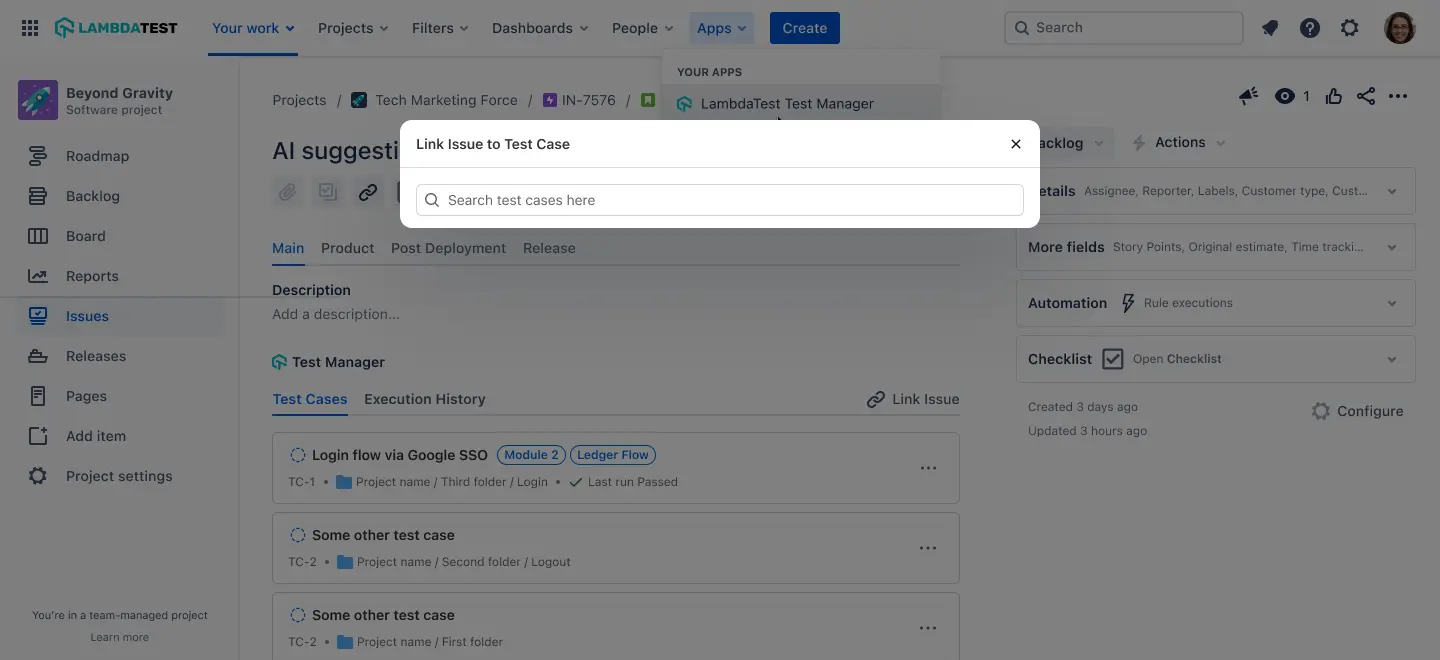 LAMBDATEST Your work Projects Filters Dashboards People Apps Create Search
Beyond Gravity
Software project
Roadmap
Backlog
Board
Reports
Issues
Releases
Pages
Add item
Project settings
You're in a team-managed project
Learn more
YOUR APPS
LambdaTest Test Manager
Projects / Tech Marketing Force / IN-7576 /
1
AI suggesti
Link Issue to Test Case
Search test cases here
Main Product Post Deployment Release
Description
Add a description...
Test Manager
Test Cases Execution History Link Issue
Login flow via Google SSO Module 2 Ledger Flow
TC-1 • Project name / Third folder / Login • Last run Passed
Some other test case
TC-2 • Project name / Second folder / Logout
Some other test case
TC-2 • Project name / First folder
acklog Actions
etails Assignee, Reporter, Labels, Customer type, Cust...
More fields Story Points, Original estimate, Time tracki...
Automation Rule executions
Checklist Open Checklist
Created 3 days ago
Updated 3 hours ago
Configure